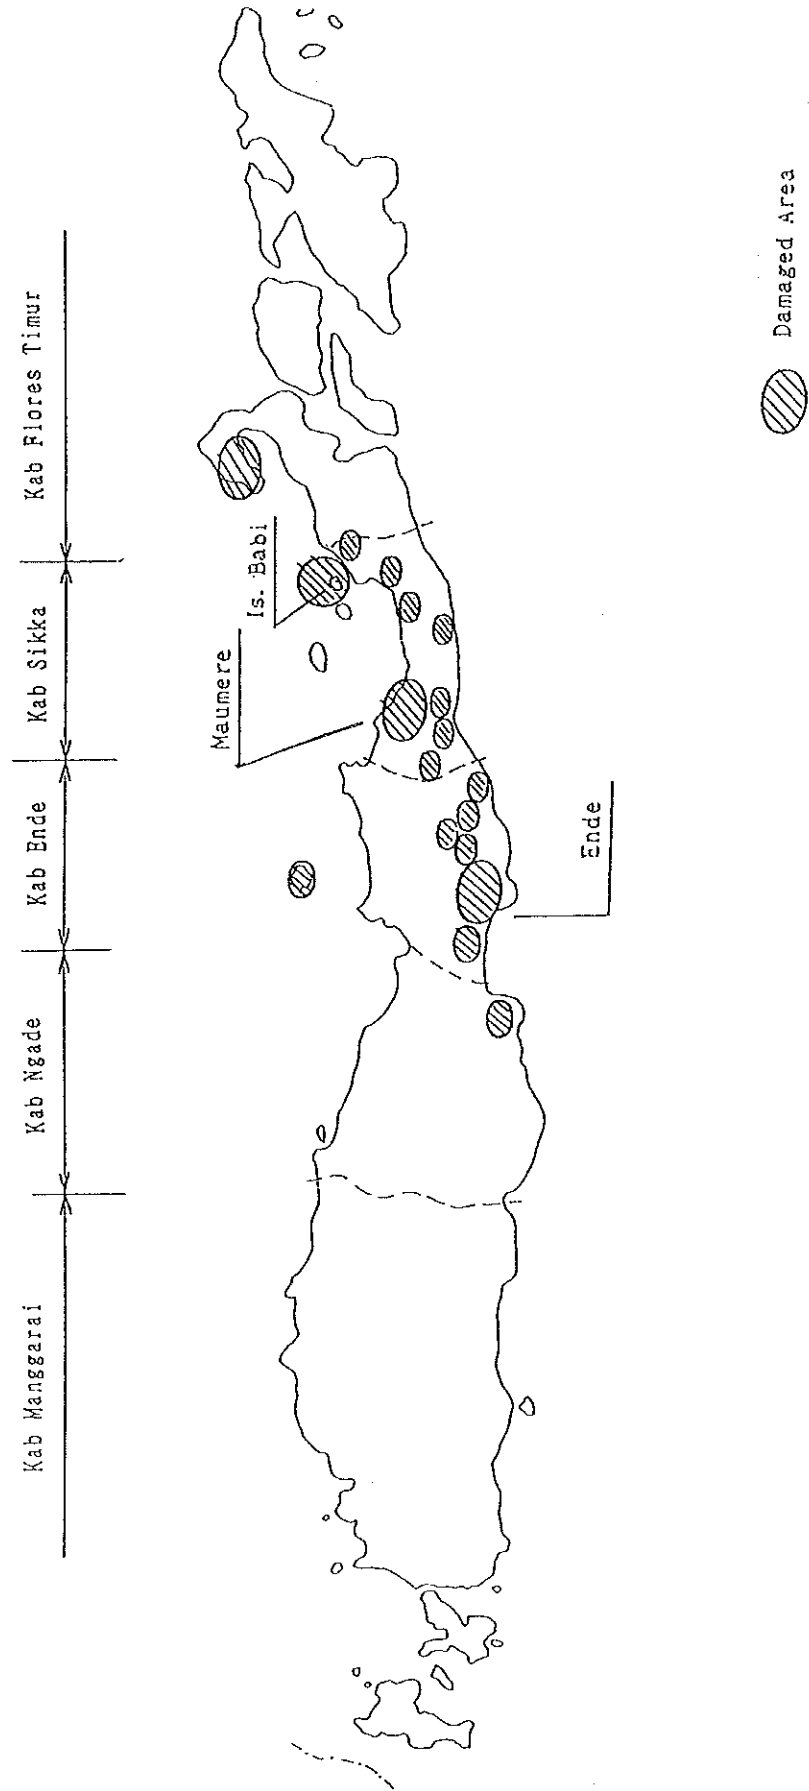 Kab Manggarai
Kab Ngade
Kab Ende
Kab Sikka
Kab Flores Timur
Maumere
Is. Babi
Ende
Damaged Area